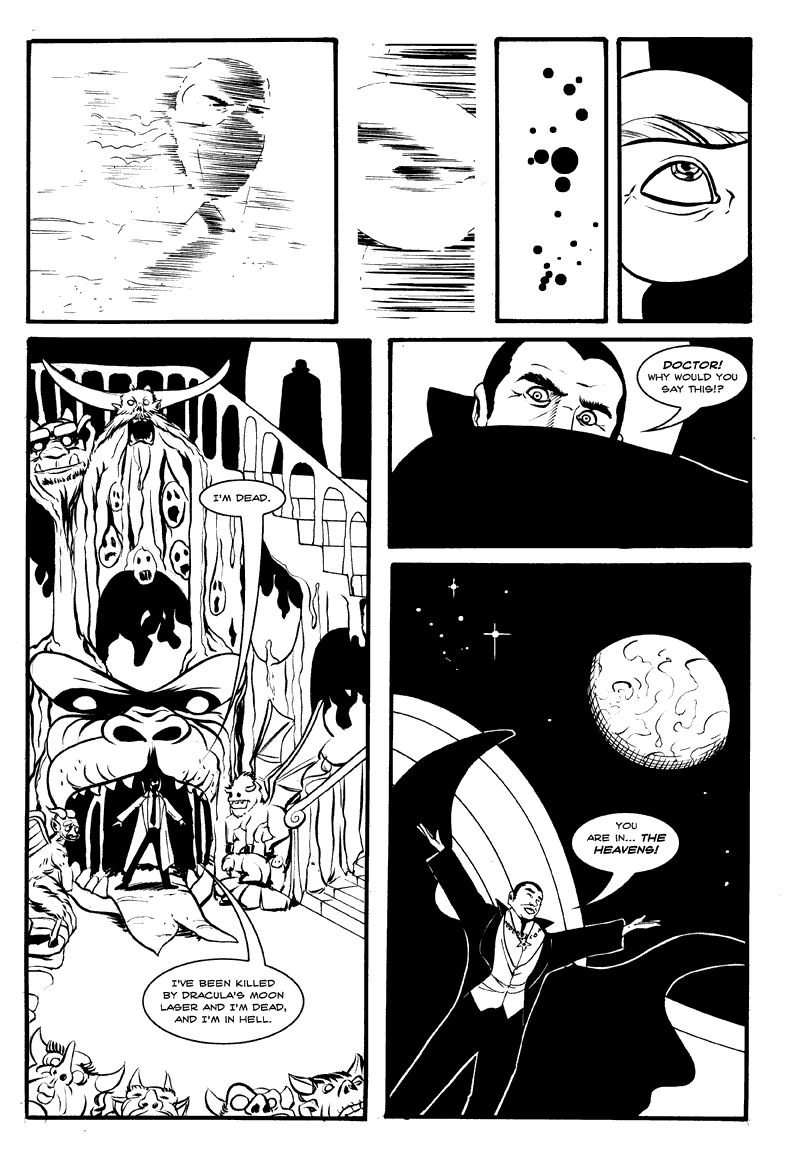 I'M DEAD.
I'VE BEEN KILLED
BY DRACULA'S MOON
LASER AND I'M DEAD,
AND I'M IN HELL.
DOCTOR!
WHY WOULD YOU
SAY THIS!?
YOU
ARE IN... THE
HEAVENS!